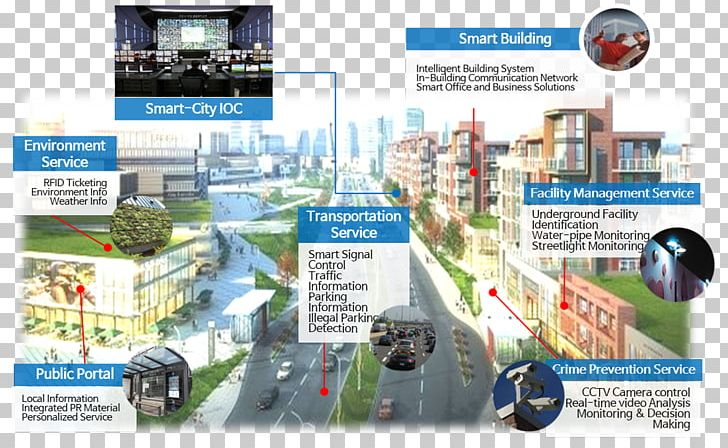 Smart-City IOC
Smart Building
Intelligent Building System
In-Building Communication Network
Smart Office and Business Solutions
Environment
Service
RFID Ticketing
Environment Info
Weather Info
Transportation
Service
Smart Signal
Control
Traffic
Information
Parking
Information
Illegal Parking
Detection
Facility Management Service
Underground Facility
Identification
Water-pipe Monitoring
Streetlight Monitoring
Public Portal
Local Information
Integrated PR Material
Personalized Service
Crime Prevention Service
CCTV Camera control
Real-time video Analysis
Monitoring & Decision
Making